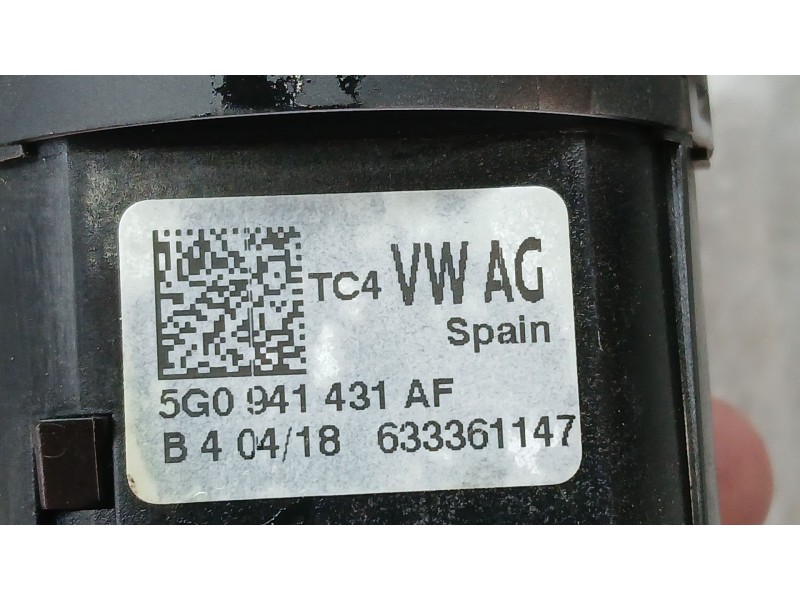 TC4 VW AG
Spain
5G0 941 431 AF
B 4 04/18 633361147